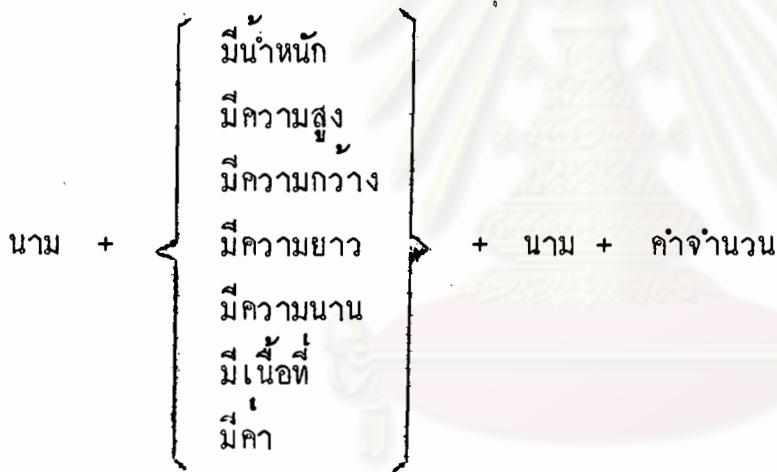 มีน้ำหนัก
มีความสูง
มีความกว้าง
นาม + มีความยาว + นาม + คำจำนวน
มีความนาน
มีเนื้อที่
มีค่า